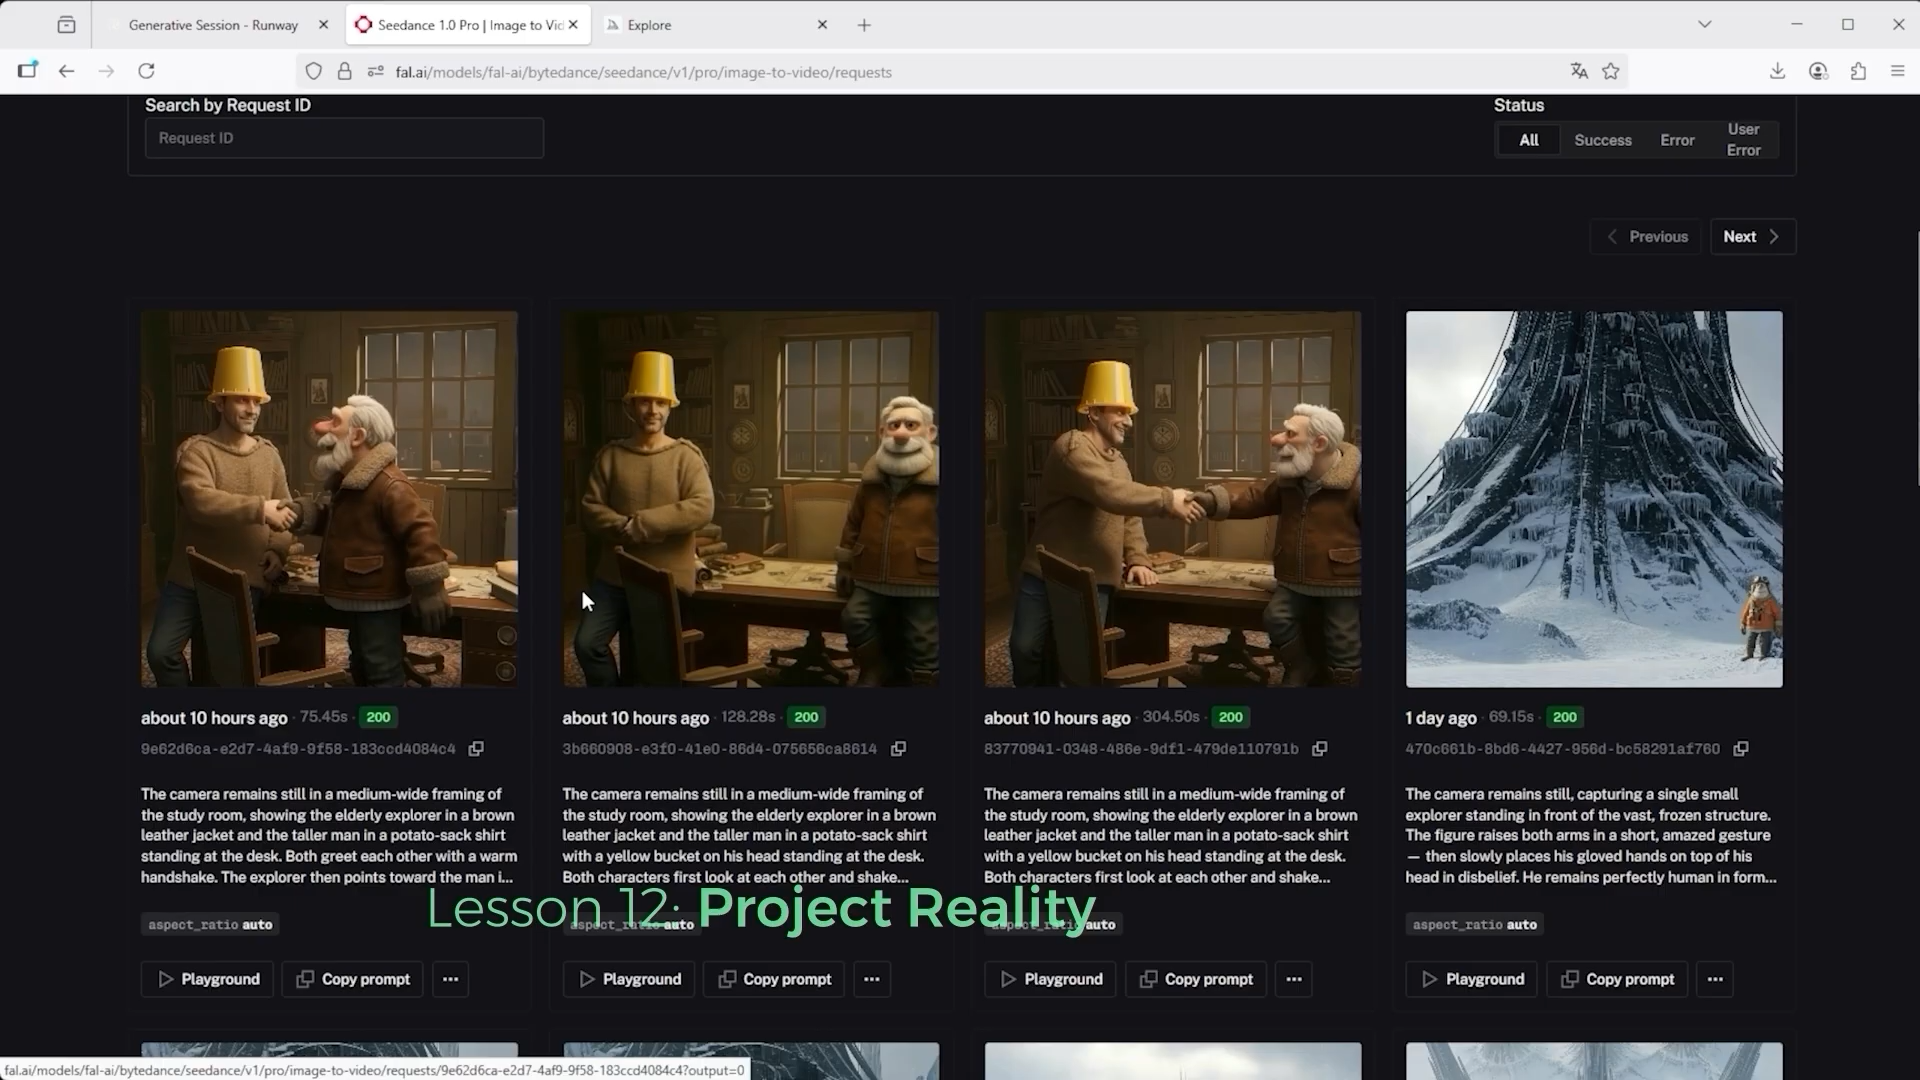 Generative Session - Runway
Seedance 1.0 Pro | Image to Vid
Explore
fal.ai/models/fal-ai/bytedance/seedance/v1/pro/image-to-video/requests
Search by Request ID
Request ID
Status
All
Success
Error
User
Error
Previous
Next
about 10 hours ago · 75.45s · 200
9e62d6ca-e2d7-4af9-9f58-183ccd4084c4
The camera remains still in a medium-wide framing of
the study room, showing the elderly explorer in a brown
leather jacket and the taller man in a potato-sack shirt
standing at the desk. Both greet each other with a warm
handshake. The explorer then points toward the man i...
aspect_ratio auto
Playground
Copy prompt
about 10 hours ago · 128.28s · 200
3b660908-e3f0-41e0-86d4-075656ca8614
The camera remains still in a medium-wide framing of
the study room, showing the elderly explorer in a brown
leather jacket and the taller man in a potato-sack shirt
with a yellow bucket on his head standing at the desk.
Both characters first look at each other and shake...
aspect_ratio auto
Playground
Copy prompt
about 10 hours ago · 304.50s · 200
83770941-0348-486e-9df1-479de110791b
The camera remains still in a medium-wide framing of
the study room, showing the elderly explorer in a brown
leather jacket and the taller man in a potato-sack shirt
with a yellow bucket on his head standing at the desk.
Both characters first look at each other and shake...
aspect_ratio auto
Playground
Copy prompt
1 day ago · 69.15s · 200
470c661b-8bd6-4427-956d-bc58291af760
The camera remains still, capturing a single small
explorer standing in front of the vast, frozen structure.
The figure raises both arms in a short, amazed gesture
— then slowly places his gloved hands on top of his
head in disbelief. He remains perfectly human in form...
aspect_ratio auto
Playground
Copy prompt
Lesson 12: Project Reality
fal.ai/models/fal-ai/bytedance/seedance/v1/pro/image-to-video/requests/9e62d6ca-e2d7-4af9-9f58-183ccd4084c4?output=0